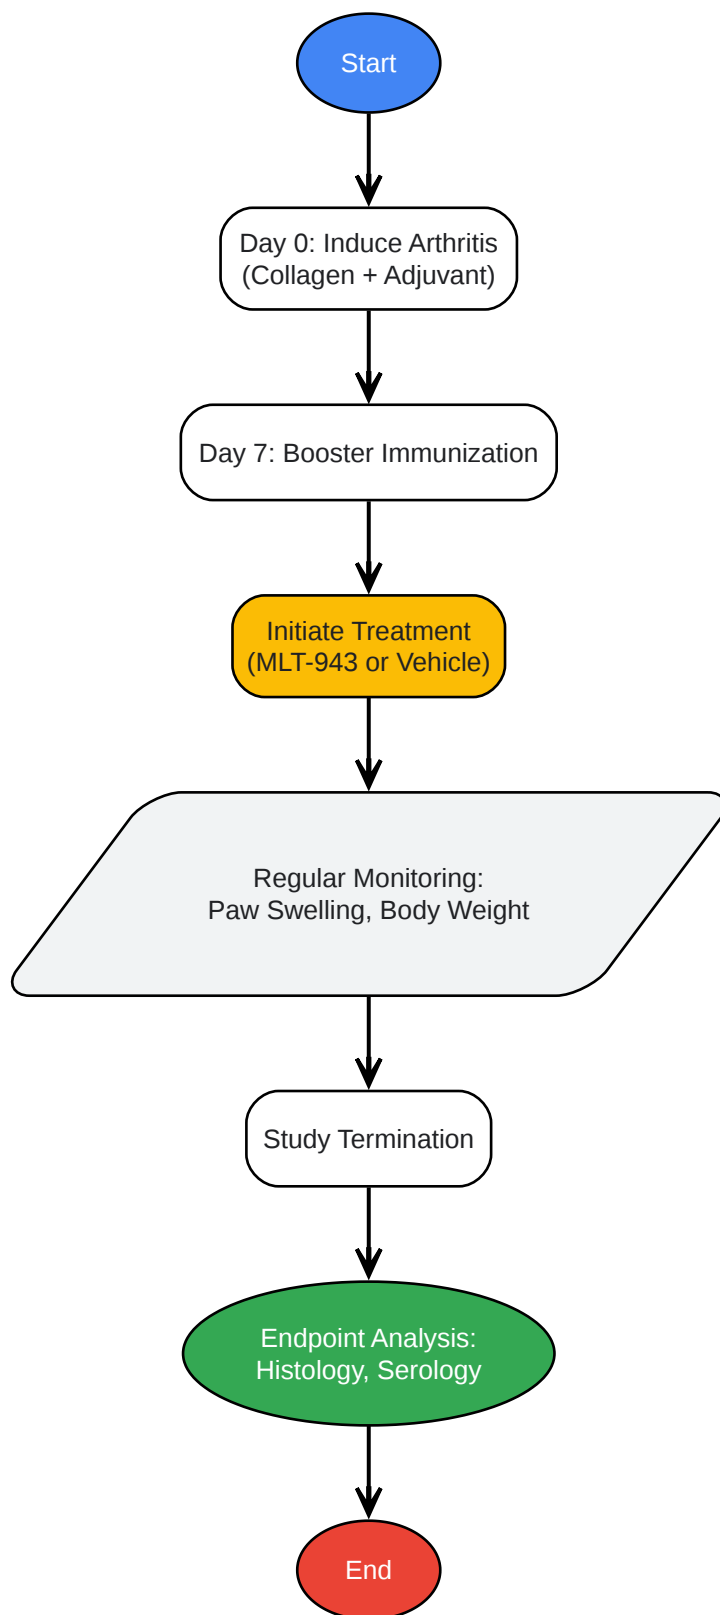 Start
Day 0: Induce Arthritis
(Collagen + Adjuvant)
Day 7: Booster Immunization
Initiate Treatment
(MLT-943 or Vehicle)
Regular Monitoring:
Paw Swelling, Body Weight
Study Termination
Endpoint Analysis:
Histology, Serology
End